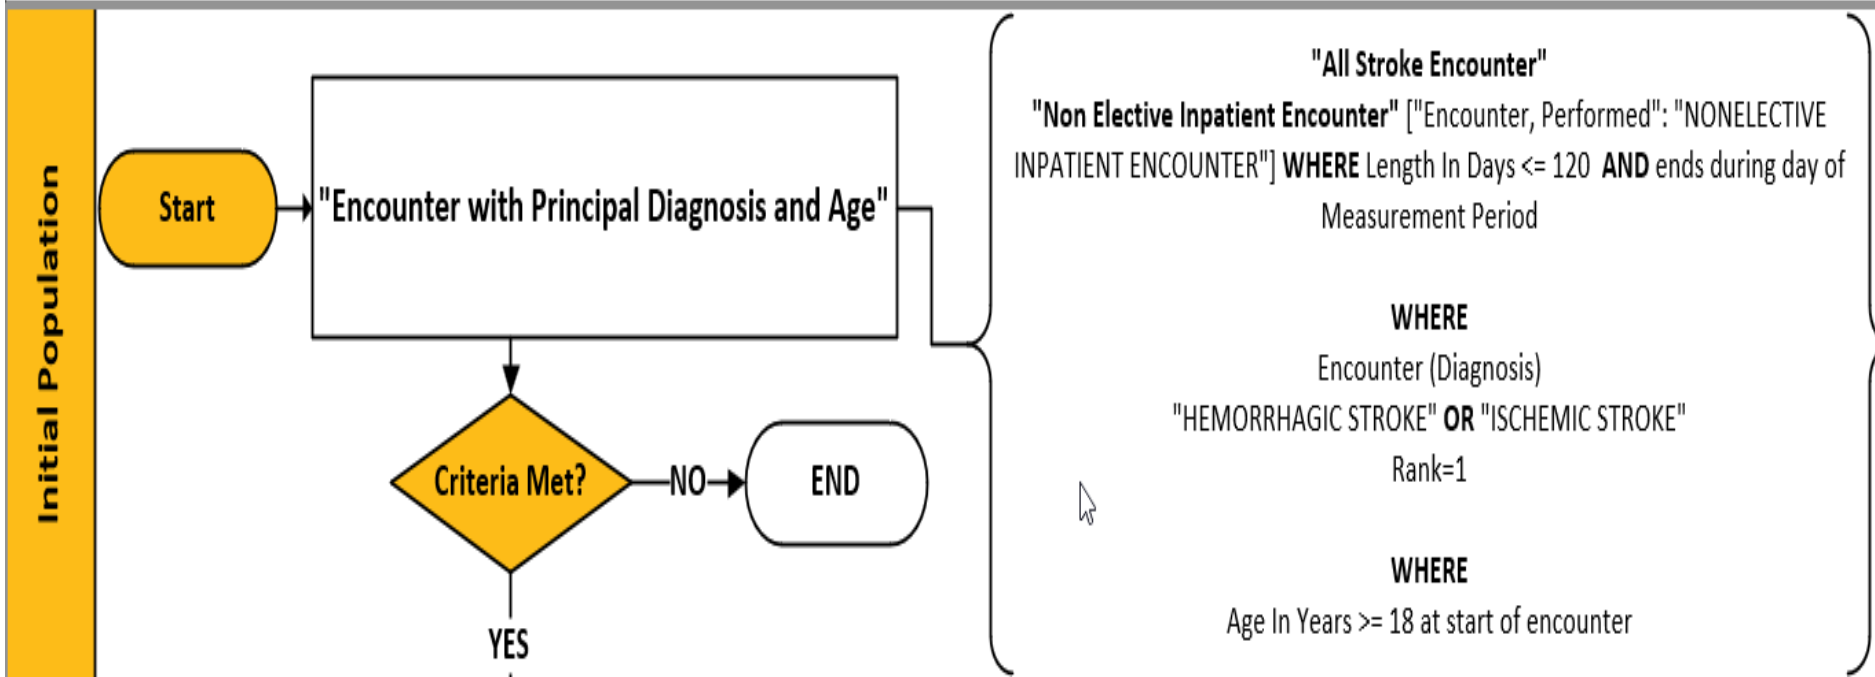 Initial Population
Start
"Encounter with Principal Diagnosis and Age"
Criteria Met?
NO
END
YES
"All Stroke Encounter"
"Non Elective Inpatient Encounter" ["Encounter, Performed": "NONELECTIVE
INPATIENT ENCOUNTER"] WHERE Length In Days <= 120 AND ends during day of
Measurement Period
WHERE
Encounter (Diagnosis)
"HEMORRHAGIC STROKE" OR "ISCHEMIC STROKE"
Rank=1
WHERE
Age In Years >= 18 at start of encounter